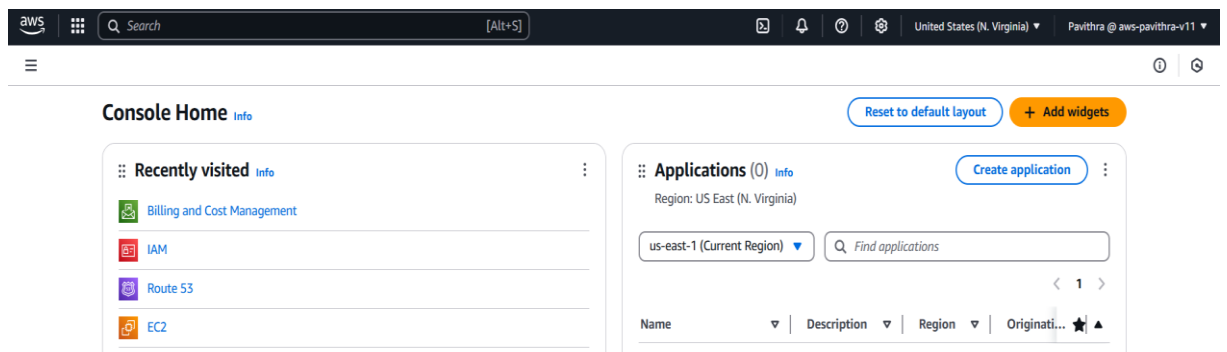 aws Search [Alt+S] United States (N. Virginia) ▼ Pavithra @ aws-pavithra-v11 ▼
Console Home Info Reset to default layout + Add widgets
Recently visited Info
Billing and Cost Management
IAM
Route 53
EC2
Applications (0) Info Create application
Region: US East (N. Virginia)
us-east-1 (Current Region) ▼ Find applications
< 1 >
Name Description Region Originati...